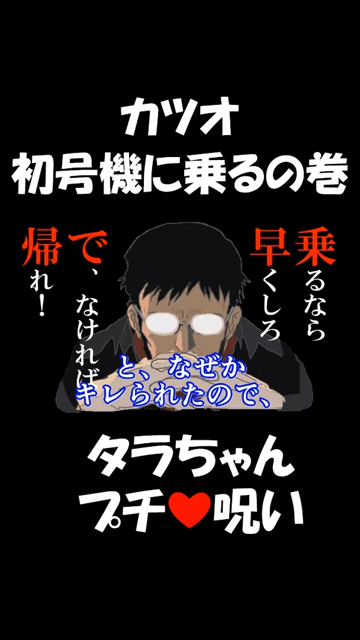 カツオ
初号機に乗るの巻
乗るなら
早くしろ
で、なければ
帰れ！
と、なぜか
キレられたので、
タラちゃん
プチ❤呪い